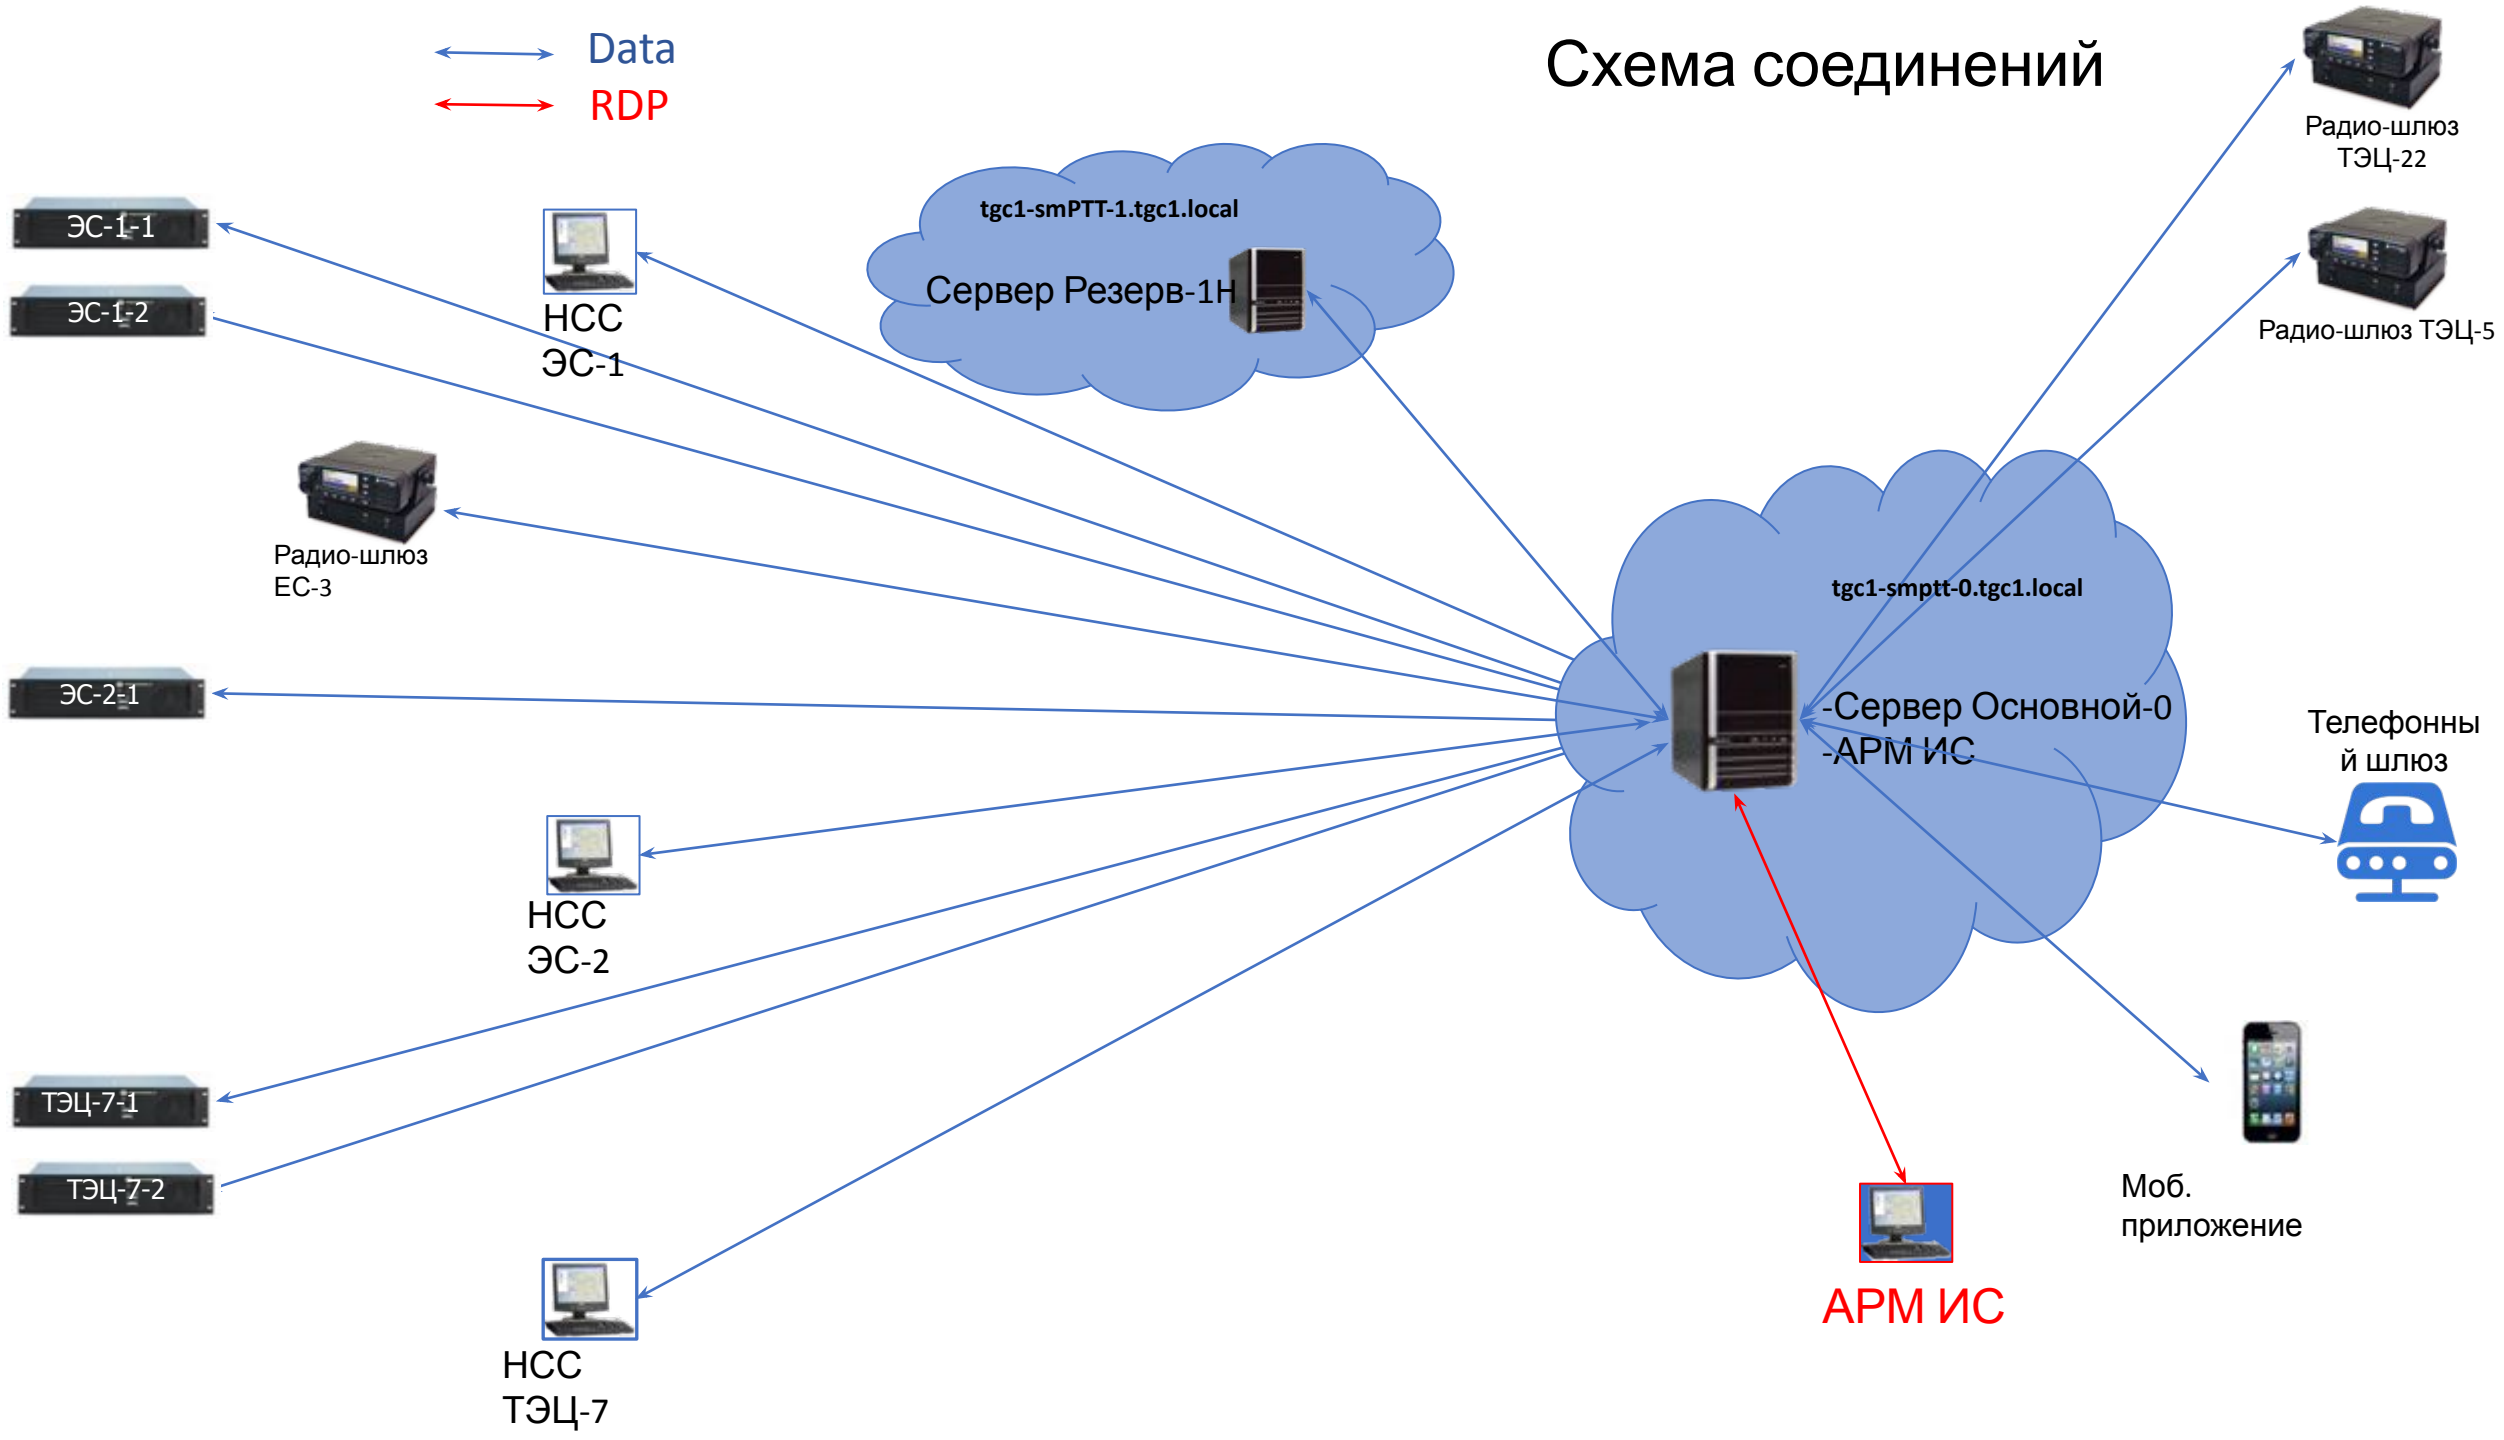 Data
RDP
Схема соединений
Радио-шлюз
ТЭЦ-22
tgc1-smPTT-1.tgc1.local
Сервер Резерв-1Н
ЭС-1-1
ЭС-1-2
НСС
ЭС-1
Радио-шлюз ТЭЦ-5
Радио-шлюз
ЕС-3
tgc1-smptt-0.tgc1.local
-Сервер Основной-0
-АРМ ИС
ЭС-2-1
Телефонны
й шлюз
НСС
ЭС-2
ТЭЦ-7-1
ТЭЦ-7-2
Моб.
приложение
АРМ ИС
НСС
ТЭЦ-7